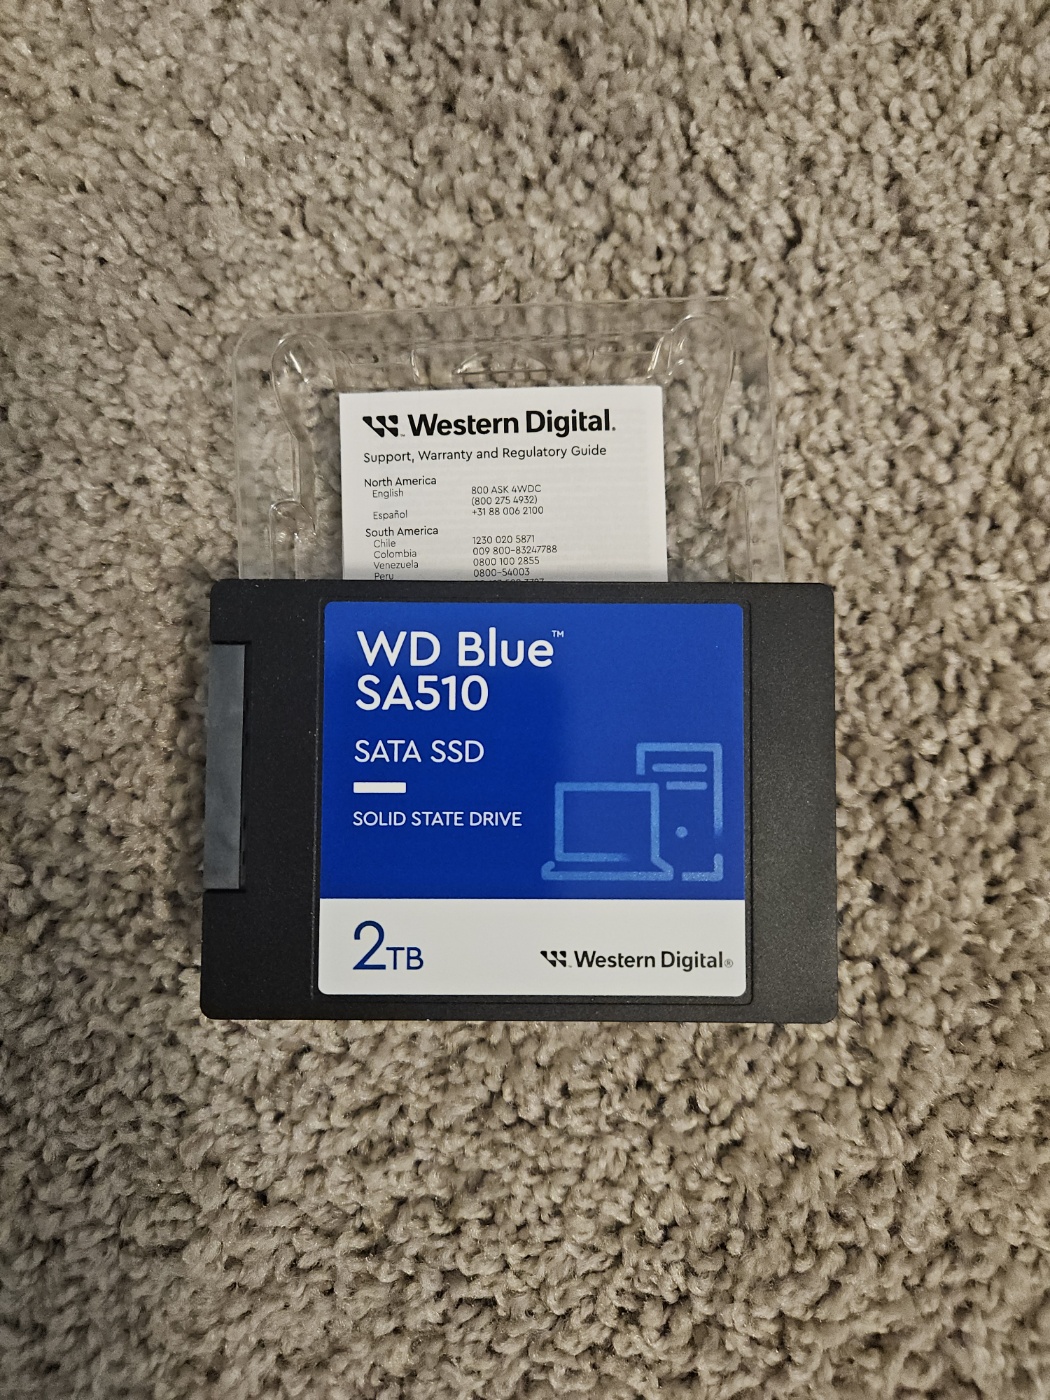 Western Digital.
Support, Warranty and Regulatory Guide
North America
English 800 ASK 4WDC
(800 275 4932)
Español +31 88 006 2100
South America
Chile 1230 020 5871
Colombia 009 800-83247788
Venezuela 0800 100 2855
Peru 0800-54003
WD Blue™
SA510
SATA SSD
SOLID STATE DRIVE
2TB
Western Digital®